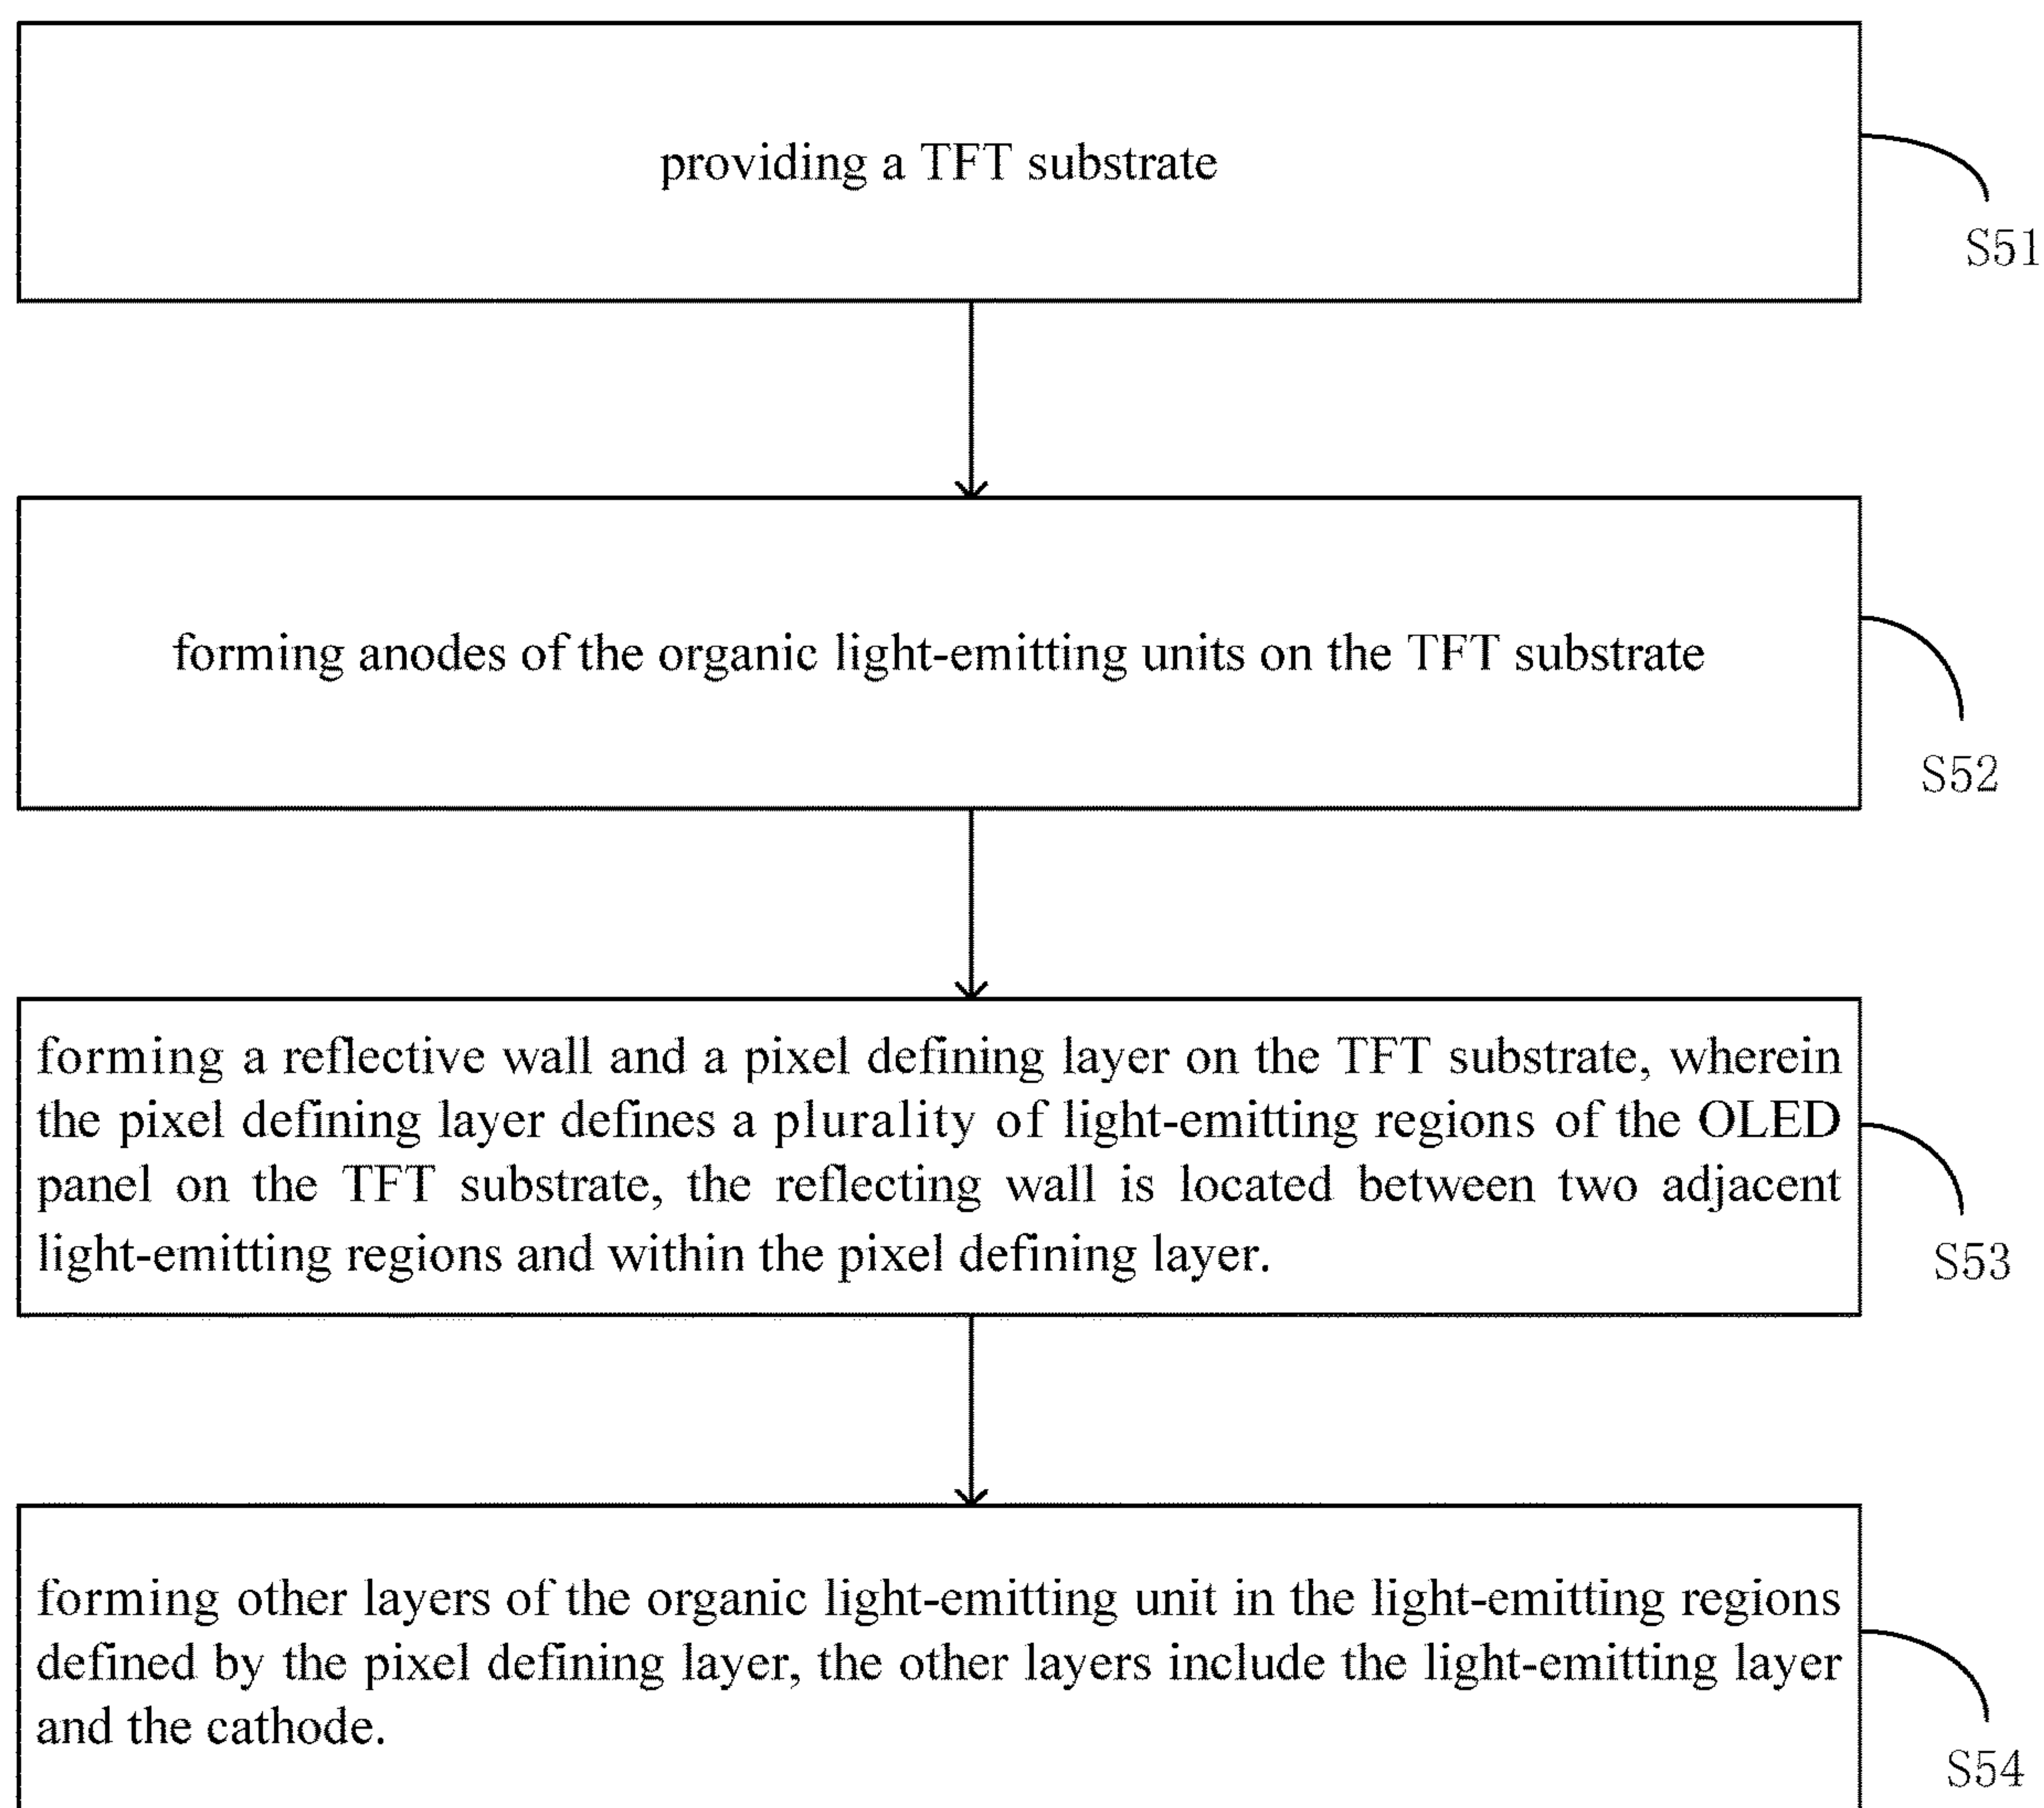 providing a TFT substrate
S51
forming anodes of the organic light-emitting units on the TFT substrate
S52
forming a reflective wall and a pixel defining layer on the TFT substrate, wherein
the pixel defining layer defines a plurality of light-emitting regions of the OLED
panel on the TFT substrate, the reflecting wall is located between two adjacent
light-emitting regions and within the pixel defining layer.
S53
forming other layers of the organic light-emitting unit in the light-emitting regions
defined by the pixel defining layer, the other layers include the light-emitting layer
and the cathode.
S54